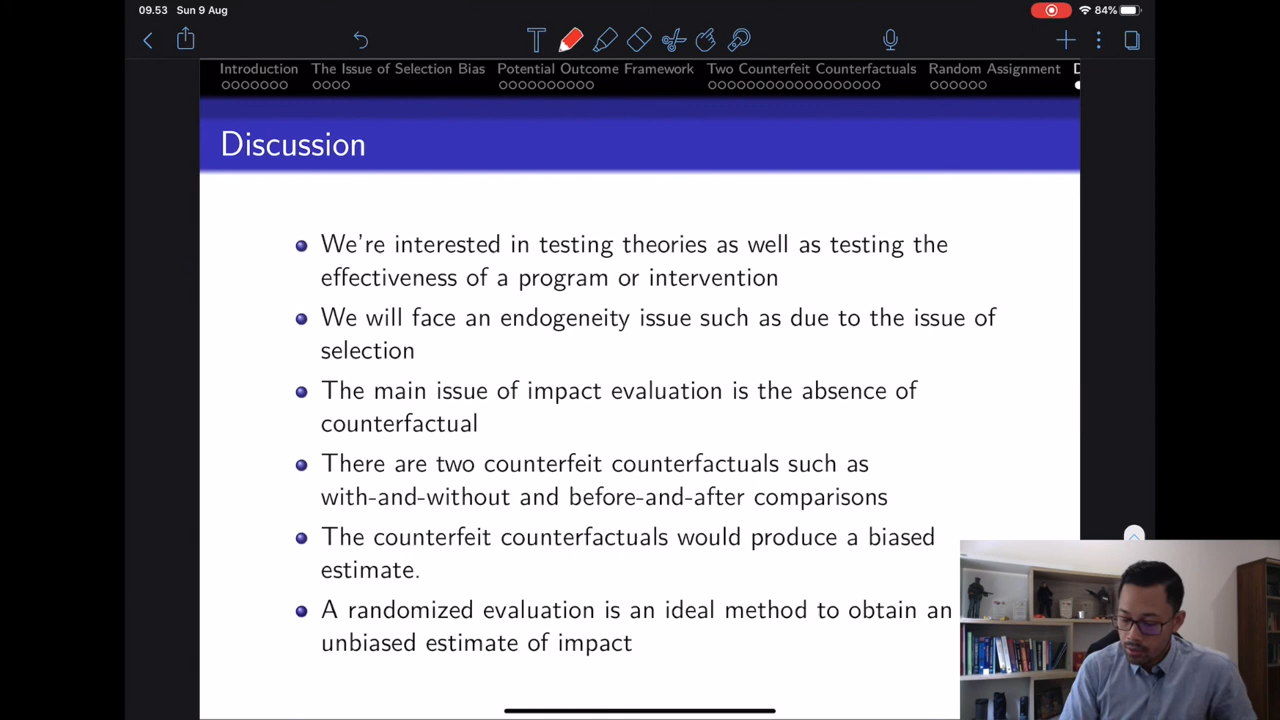 09.53 Sun 9 Aug
84%
Introduction The Issue of Selection Bias Potential Outcome Framework Two Counterfeit Counterfactuals Random Assignment
Discussion
We're interested in testing theories as well as testing the
effectiveness of a program or intervention
We will face an endogeneity issue such as due to the issue of
selection
The main issue of impact evaluation is the absence of
counterfactual
There are two counterfeit counterfactuals such as
with-and-without and before-and-after comparisons
The counterfeit counterfactuals would produce a biased
estimate.
A randomized evaluation is an ideal method to obtain an
unbiased estimate of impact